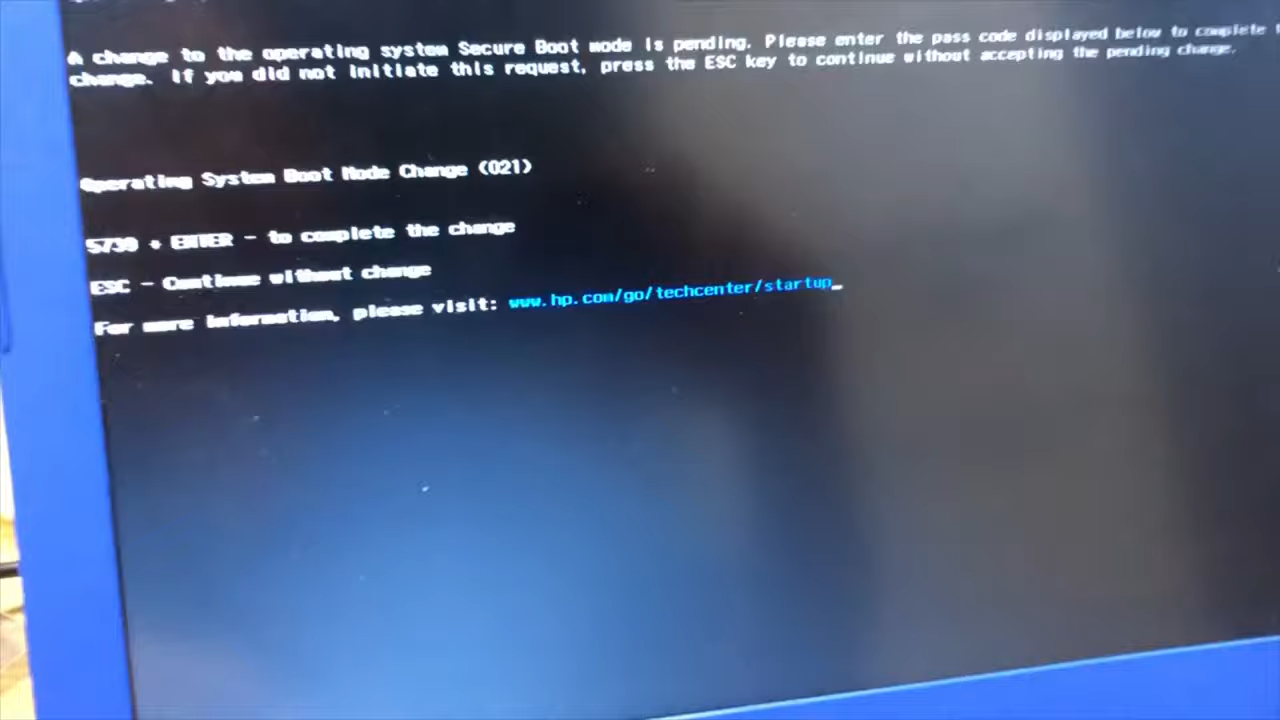 A change to the operating system Secure Boot mode is pending. Please enter the pass code displayed below to complete
change. If you did not initiate this request, press the ESC key to continue without accepting the pending change.
Operating System Boot Mode Change (021)
5739 + ENTER - to complete the change
ESC - Continue without change
For more information, please visit: www.hp.com/go/techcenter/startup